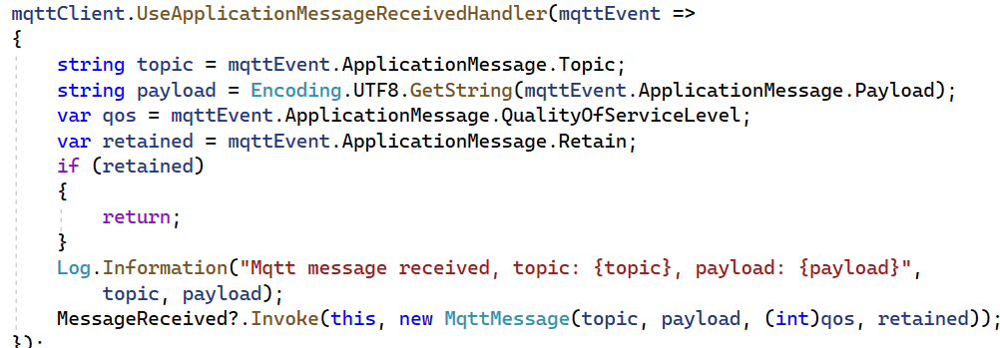 mqttClient.UseApplicationMessageReceivedHandler(mqttEvent =>
{
    string topic = mqttEvent.ApplicationMessage.Topic;
    string payload = Encoding.UTF8.GetString(mqttEvent.ApplicationMessage.Payload);
    var qos = mqttEvent.ApplicationMessage.QualityOfServiceLevel;
    var retained = mqttEvent.ApplicationMessage.Retain;
    if (retained)
    {
        return;
    }
    Log.Information("Mqtt message received, topic: {topic}, payload: {payload}",
        topic, payload);
    MessageReceived?.Invoke(this, new MqttMessage(topic, payload, (int)qos, retained));
});